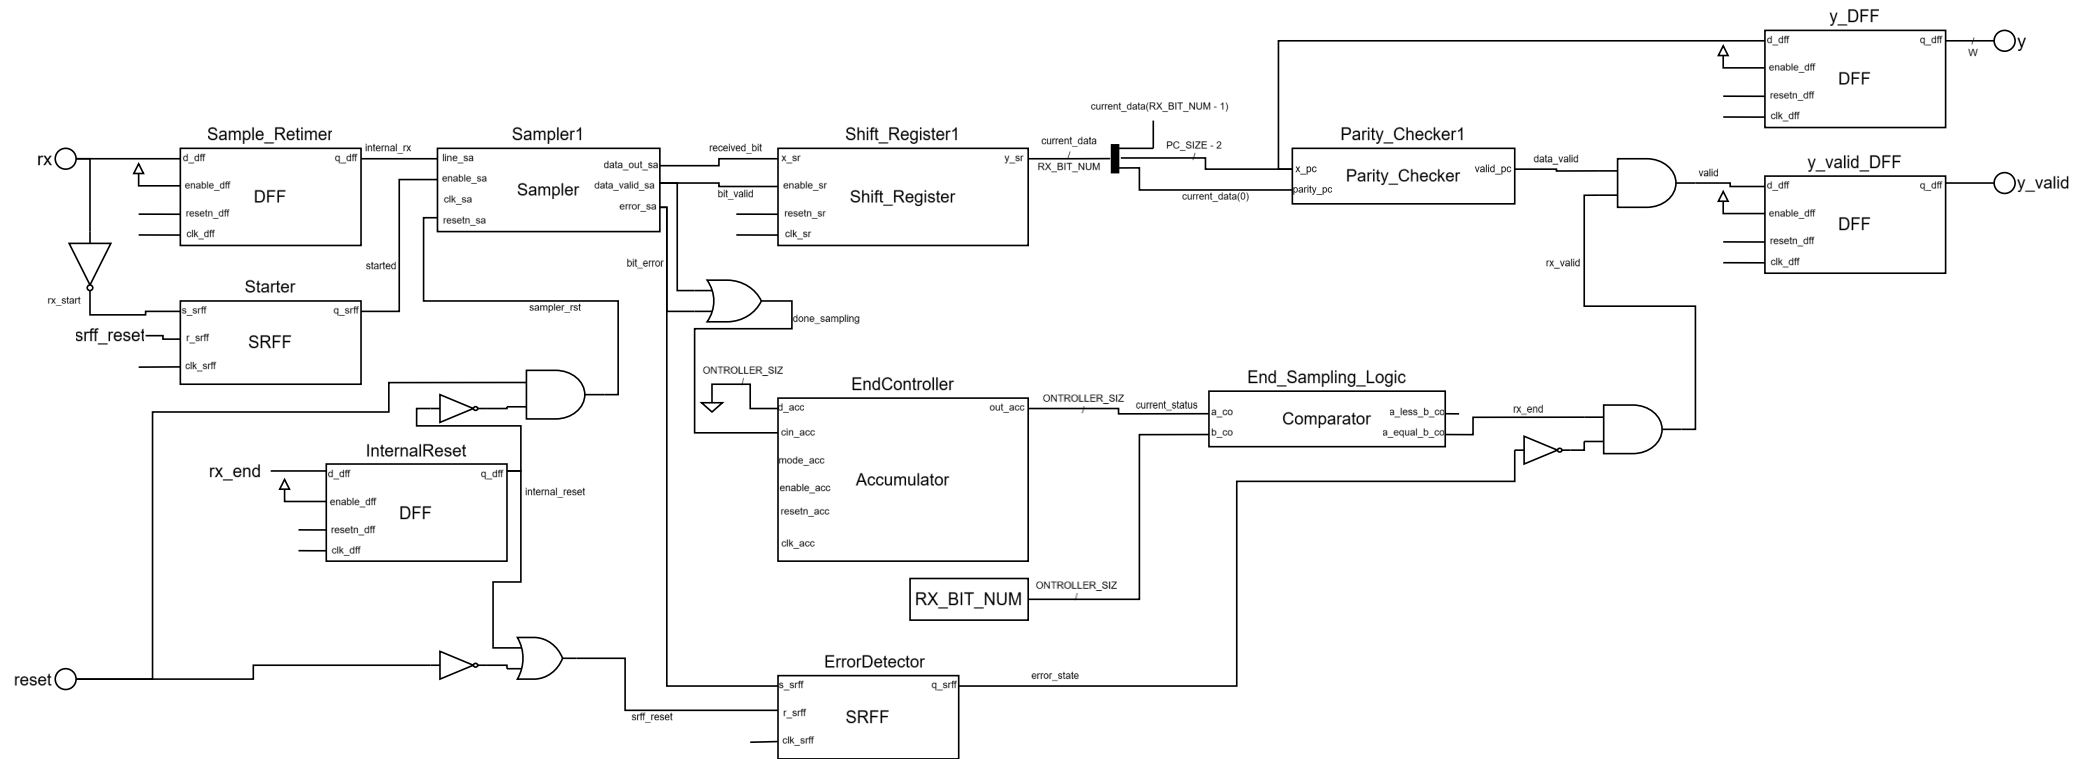 y_DFF
d_dff
q_dff
enable_dff
DFF
resetn_dff
clk_dff
W
y
current_data(RX_BIT_NUM - 1)
Sample_Retimer
internal_rx
Sampler1
received_bit
Shift_Register1
current_data
PC_SIZE - 2
RX_BIT_NUM
Parity_Checker1
data_valid
y_valid_DFF
rx
d_dff
q_dff
enable_dff
DFF
resetn_dff
clk_dff
line_sa
data_out_sa
enable_sa
data_valid_sa
Sampler
clk_sa
error_sa
resetn_sa
bit_valid
x_sr
y_sr
enable_sr
Shift_Register
resetn_sr
clk_sr
current_data(0)
x_pc
valid_pc
Parity_Checker
parity_pc
valid
d_dff
q_dff
enable_dff
DFF
resetn_dff
clk_dff
y_valid
started
bit_error
rx_valid
rx_start
Starter
s_srff
q_srff
srff_reset
r_srff
SRFF
clk_srff
sampler_rst
done_sampling
ONTROLLER_SIZ
EndController
d_acc
out_acc
cin_acc
mode_acc
Accumulator
enable_acc
resetn_acc
clk_acc
ONTROLLER_SIZ
current_status
End_Sampling_Logic
a_co
a_less_b_co
Comparator
b_co
a_equal_b_co
rx_end
InternalReset
rx_end
d_dff
q_dff
enable_dff
DFF
resetn_dff
clk_dff
internal_reset
RX_BIT_NUM
ONTROLLER_SIZ
reset
srff_reset
ErrorDetector
s_srff
q_srff
r_srff
SRFF
clk_srff
error_state